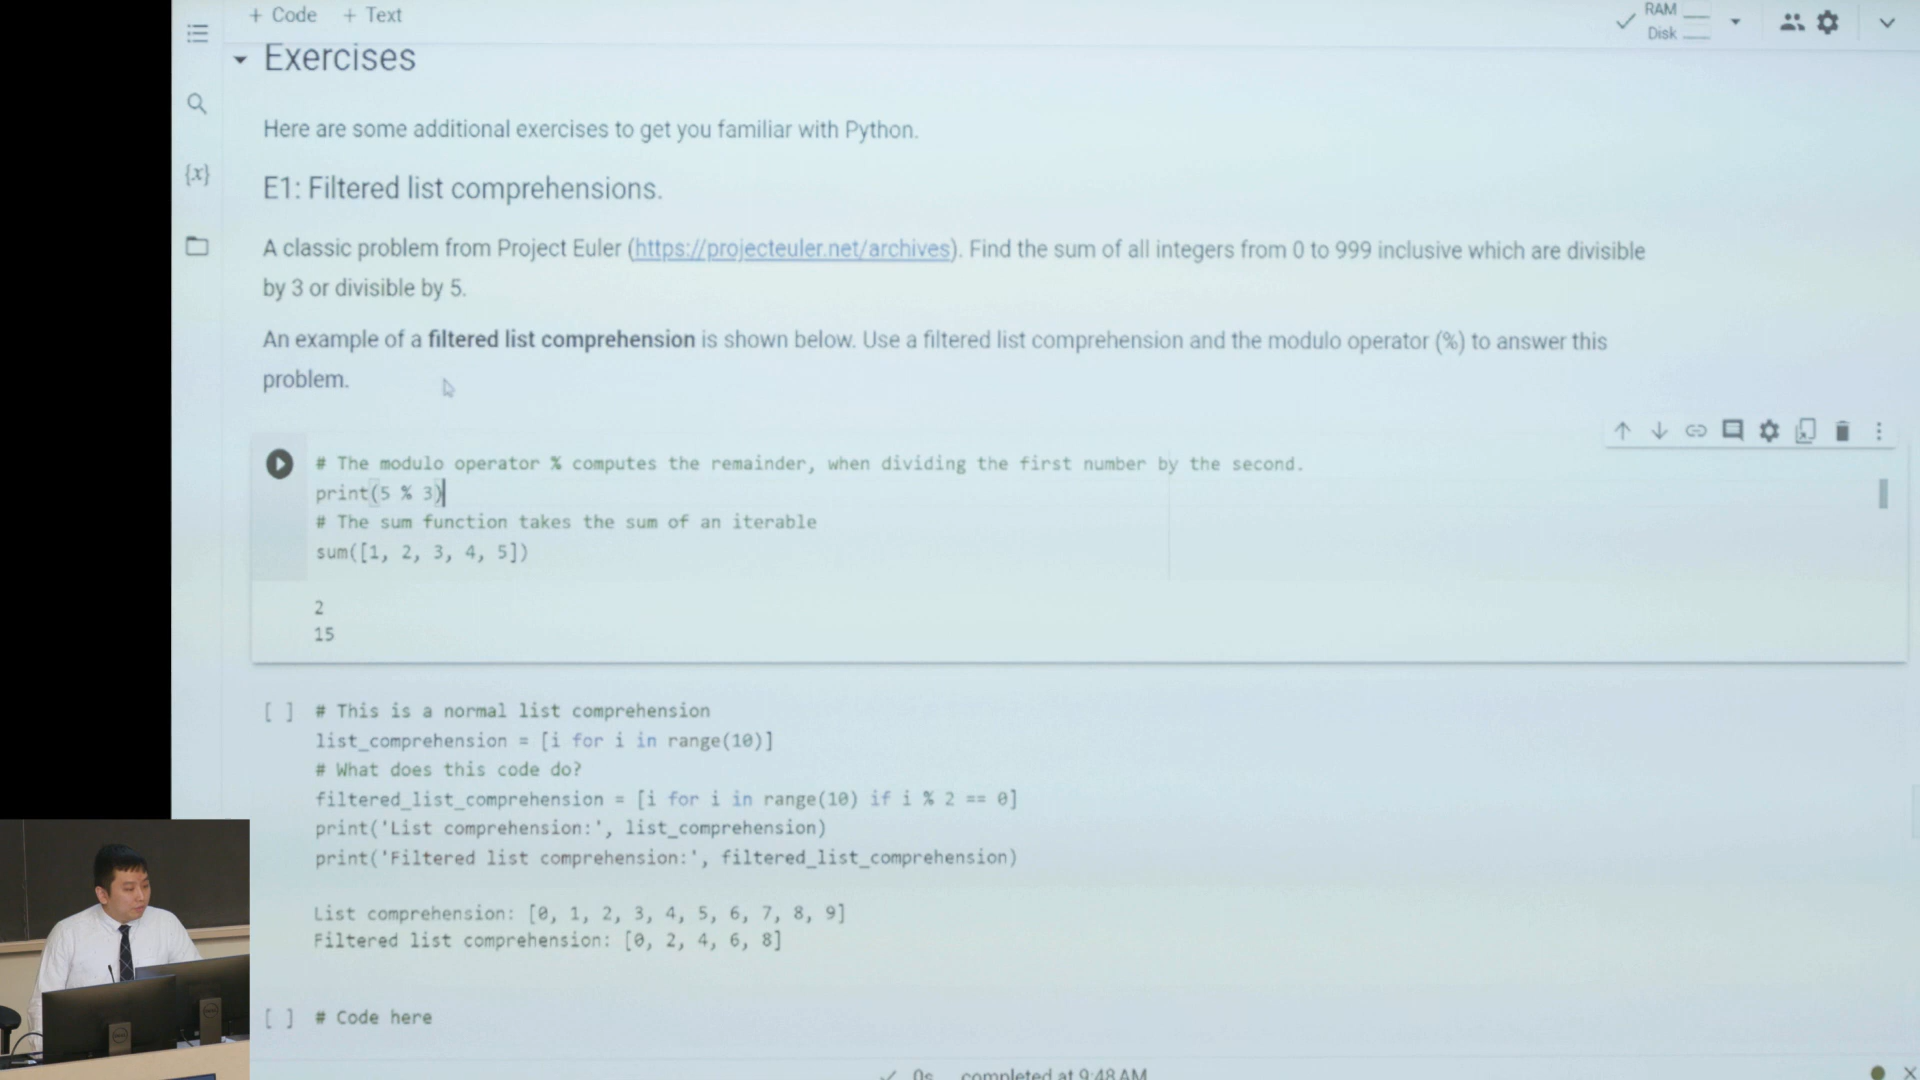 + Code + Text
RAM
Disk
Exercises
Here are some additional exercises to get you familiar with Python.
{x}
E1: Filtered list comprehensions.
A classic problem from Project Euler (https://projecteuler.net/archives). Find the sum of all integers from 0 to 999 inclusive which are divisible
by 3 or divisible by 5.
An example of a filtered list comprehension is shown below. Use a filtered list comprehension and the modulo operator (%) to answer this
problem.
# The modulo operator % computes the remainder, when dividing the first number by the second.
print(5 % 3)
# The sum function takes the sum of an iterable
sum([1, 2, 3, 4, 5])
2
15
[ ] # This is a normal list comprehension
list_comprehension = [i for i in range(10)]
# What does this code do?
filtered_list_comprehension = [i for i in range(10) if i % 2 == 0]
print('List comprehension:', list_comprehension)
print('Filtered list comprehension:', filtered_list_comprehension)
List comprehension: [0, 1, 2, 3, 4, 5, 6, 7, 8, 9]
Filtered list comprehension: [0, 2, 4, 6, 8]
[ ] # Code here
0s completed at 9:48 AM